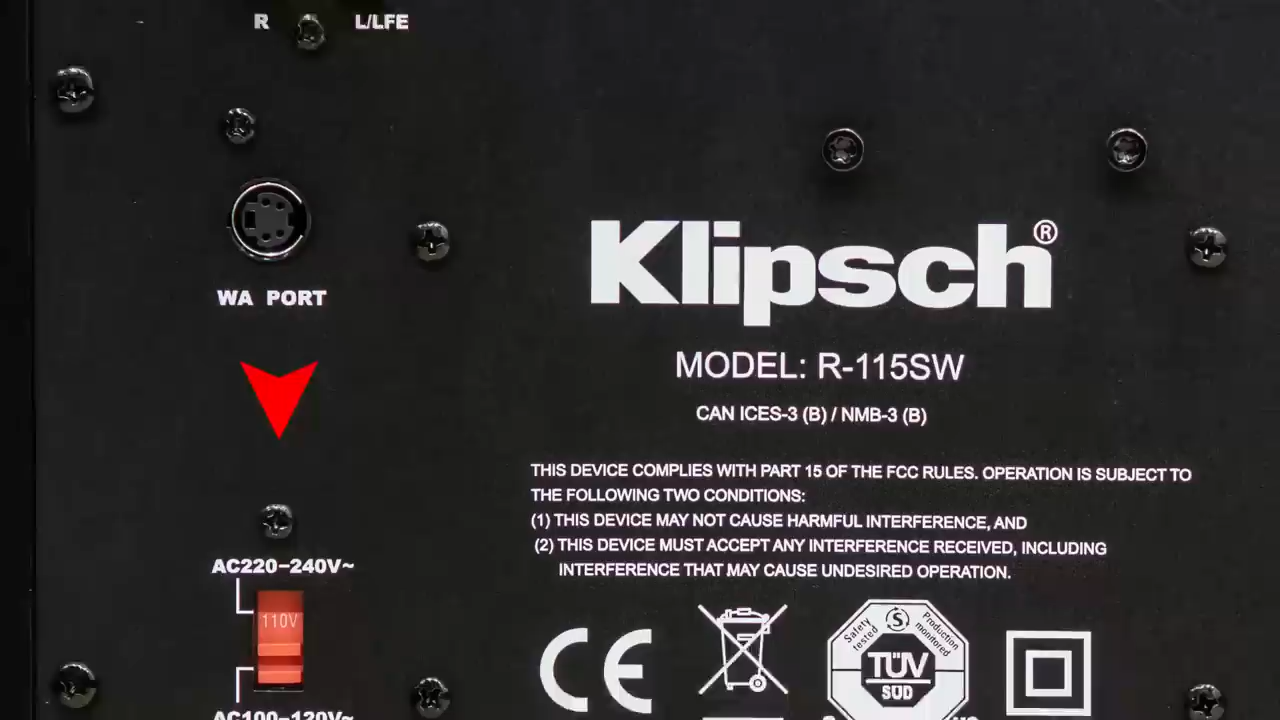 R L/LFE
WA PORT
Klipsch®
MODEL: R-115SW
CAN ICES-3 (B) / NMB-3 (B)
THIS DEVICE COMPLIES WITH PART 15 OF THE FCC RULES. OPERATION IS SUBJECT TO
THE FOLLOWING TWO CONDITIONS:
(1) THIS DEVICE MAY NOT CAUSE HARMFUL INTERFERENCE, AND
(2) THIS DEVICE MUST ACCEPT ANY INTERFERENCE RECEIVED, INCLUDING
INTERFERENCE THAT MAY CAUSE UNDESIRED OPERATION.
AC220-240V~
110V
AC100-120V~
CE
Safety tested
S
Production monitored
TÜV
SÜD